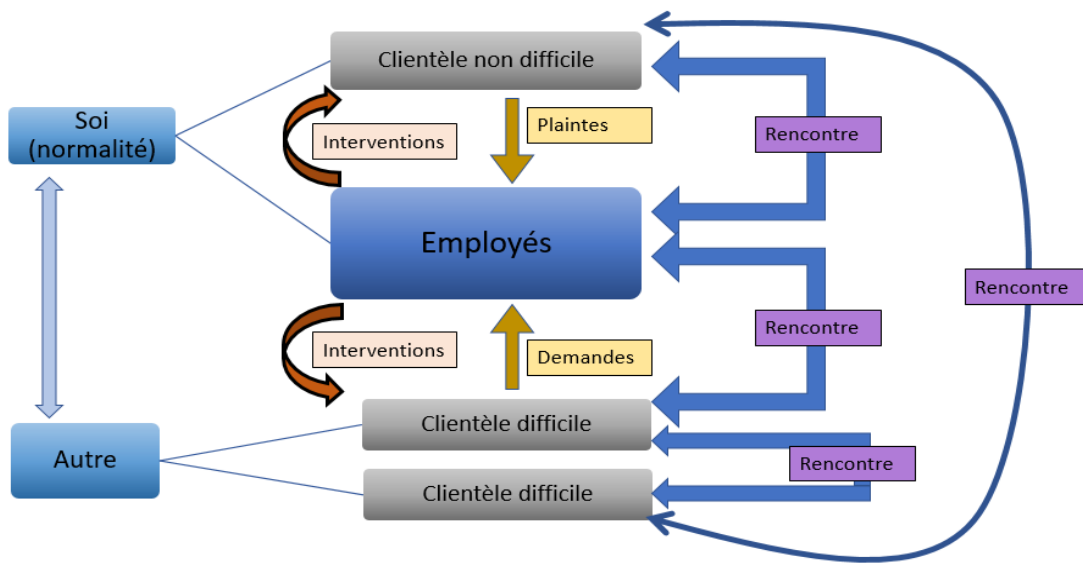 Clientèle non difficile
Soi
(normalité)
Interventions
Plaintes
Rencontre
Employés
Rencontre
Rencontre
Interventions
Demandes
Clientèle difficile
Autre
Rencontre
Clientèle difficile